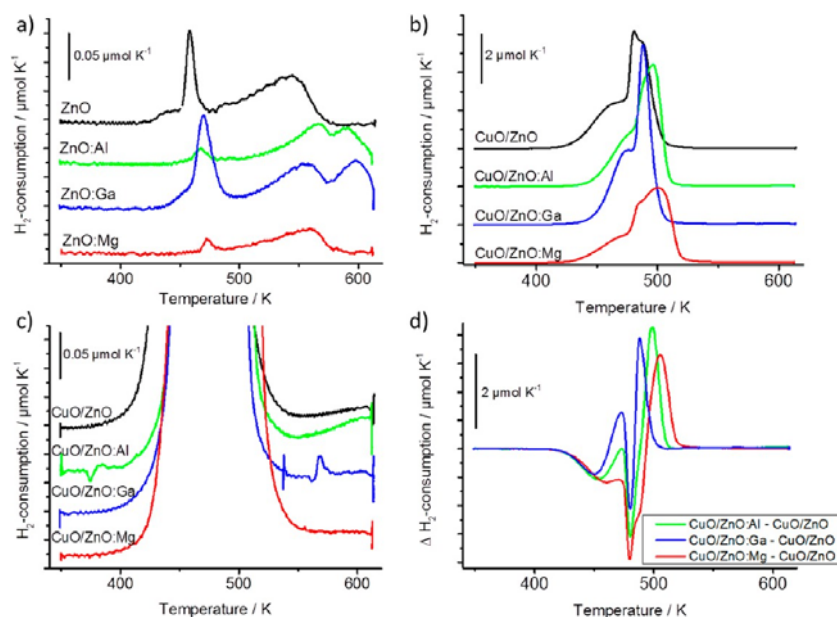 a)
H₂-consumption / µmol K⁻¹
0.05 µmol K⁻¹
ZnO
ZnO:Al
ZnO:Ga
ZnO:Mg
400
500
600
Temperature / K
b)
H₂-consumption / µmol K⁻¹
2 µmol K⁻¹
CuO/ZnO
CuO/ZnO:Al
CuO/ZnO:Ga
CuO/ZnO:Mg
400
500
600
Temperature / K
c)
H₂-consumption / µmol K⁻¹
0.05 µmol K⁻¹
CuO/ZnO
CuO/ZnO:Al
CuO/ZnO:Ga
CuO/ZnO:Mg
400
500
600
Temperature / K
d)
Δ H₂-consumption / µmol K⁻¹
2 µmol K⁻¹
CuO/ZnO:Al - CuO/ZnO
CuO/ZnO:Ga - CuO/ZnO
CuO/ZnO:Mg - CuO/ZnO
400
500
600
Temperature / K